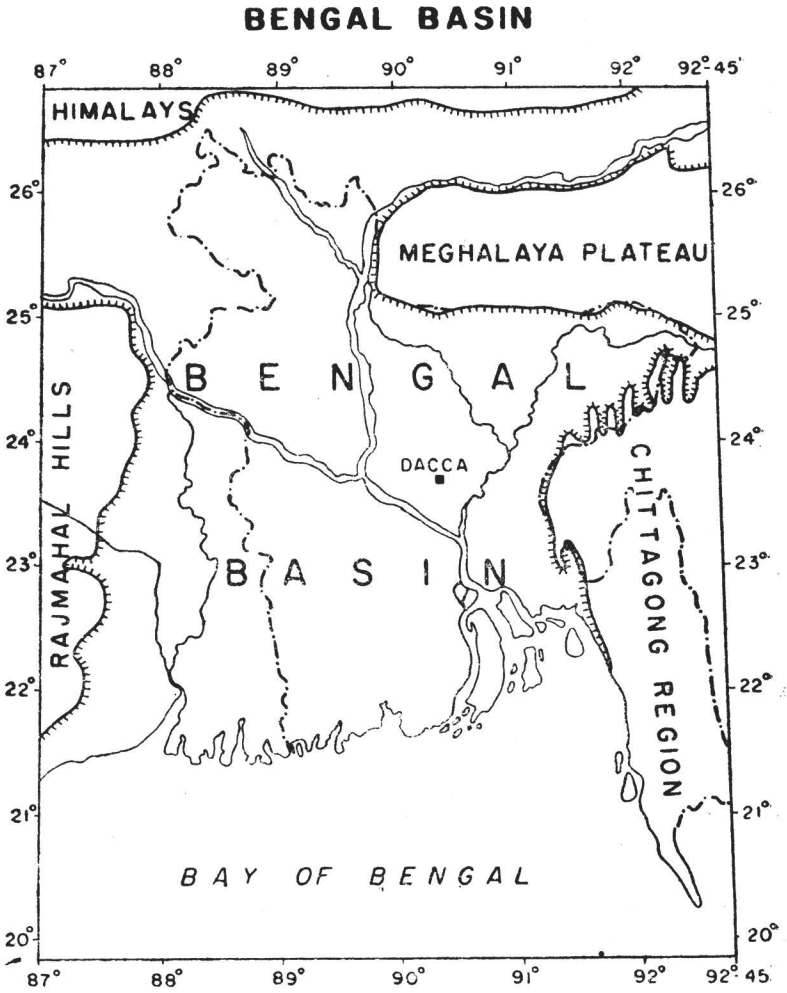 BENGAL BASIN
87° 88° 89° 90° 91° 92° 92°-45'
HIMALAYS
26° 26°
MEGHALAYA PLATEAU
25° 25°
BENGAL
24° 24°
DACCA
RAJMAHAL HILLS
CHITTAGONG REGION
23° 23°
BASIN
22° 22°
21° 21°
BAY OF BENGAL
20° 20°
87° 88° 89° 90° 91° 92° 92°-45'